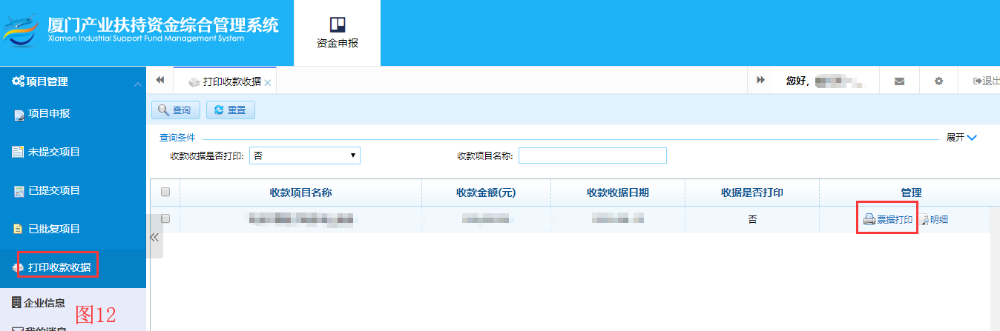 厦门产业扶持资金综合管理系统
Xiamen Industrial Support Fund Management System
资金申报
项目管理
项目申报
未提交项目
已提交项目
已批复项目
打印收款收据
企业信息
我的消息
图12
打印收款收据
您好,
退出
查询
重置
查询条件
展开
收款收据是否打印: 否
收款项目名称:
收款项目名称 收款金额(元) 收款收据日期 收据是否打印 管理
否 票据打印 明细